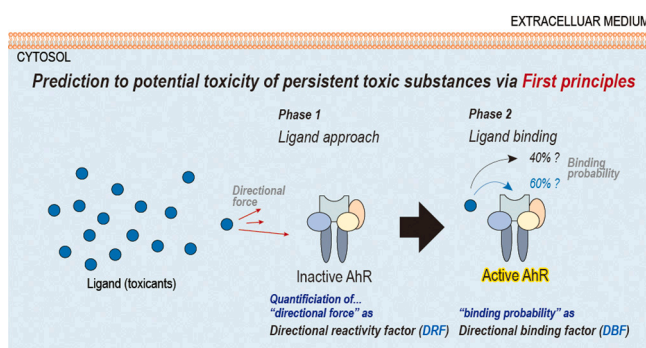 EXTRACELLUAR MEDIUM
CYTOSOL
Prediction to potential toxicity of persistent toxic substances via First principles
Phase 1
Ligand approach
Phase 2
Ligand binding
40% ?
60% ?
Binding
probability
Directional
force
Ligand (toxicants)
Inactive AhR
Active AhR
Quantificiation of...
"directional force" as
Directional reactivity factor (DRF)
"binding probability" as
Directional binding factor (DBF)